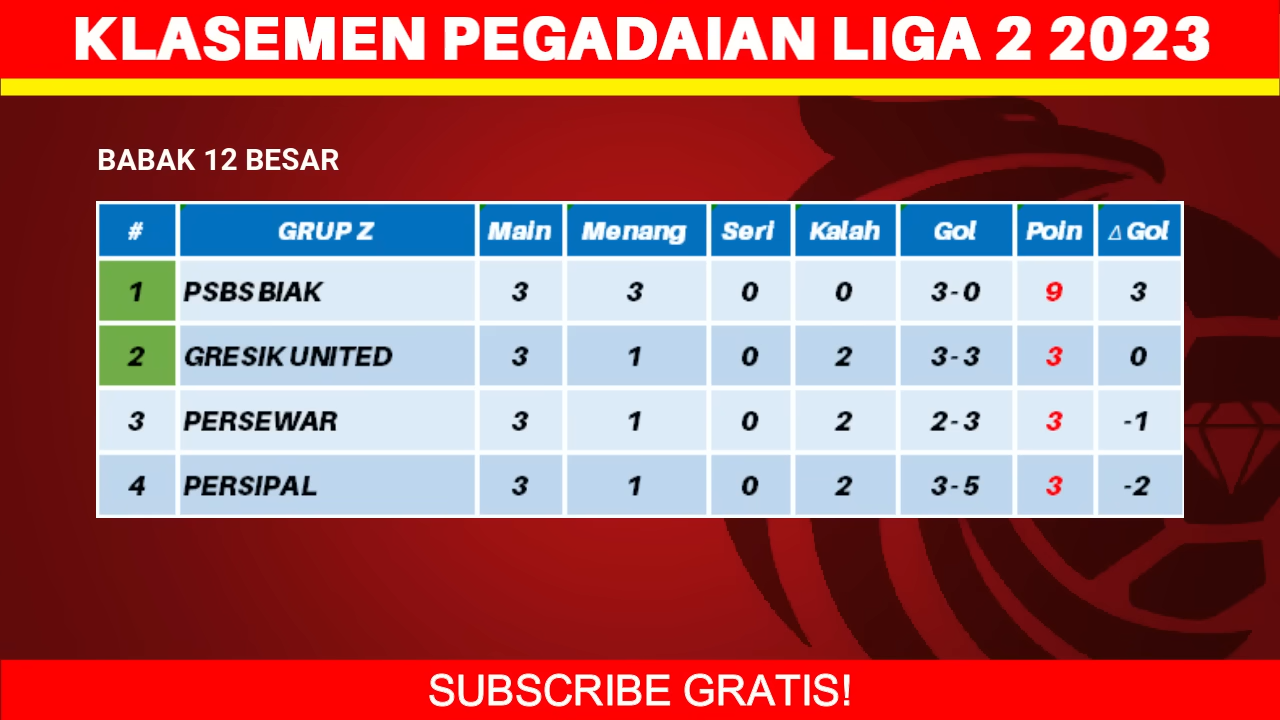 KLASEMEN PEGADAIAN LIGA 2 2023
BABAK 12 BESAR
# GRUP Z Main Menang Seri Kalah Gol Poin Δ Gol
1 PSBS BIAK 3 3 0 0 3-0 9 3
2 GRESIK UNITED 3 1 0 2 3-3 3 0
3 PERSEWAR 3 1 0 2 2-3 3 -1
4 PERSIPAL 3 1 0 2 3-5 3 -2
SUBSCRIBE GRATIS!